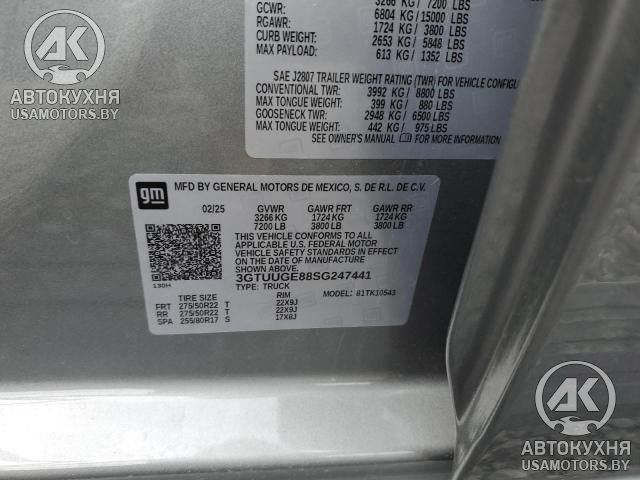 3266 KG / 7200 LBS
GCWR: 6804 KG / 15000 LBS
RGAWR: 1724 KG / 3800 LBS
CURB WEIGHT: 2653 KG / 5848 LBS
MAX PAYLOAD: 613 KG / 1352 LBS
SAE J2807 TRAILER WEIGHT RATING (TWR) FOR VEHICLE CONFIGU
CONVENTIONAL TWR: 3992 KG / 8800 LBS
MAX TONGUE WEIGHT: 399 KG / 880 LBS
GOOSENECK TWR: 2948 KG / 6500 LBS
MAX TONGUE WEIGHT: 442 KG / 975 LBS
SEE OWNER'S MANUAL FOR MORE INFORMATION
gm MFD BY GENERAL MOTORS DE MEXICO, S. DE R.L. DE C.V.
02/25 GVWR GAWR FRT GAWR RR
3266 KG 1724 KG 1724 KG
7200 LB 3800 LB 3800 LB
THIS VEHICLE CONFORMS TO ALL
APPLICABLE U.S. FEDERAL MOTOR
VEHICLE SAFETY STANDARDS IN EFFECT
ON THE DATE OF MANUFACTURE
3GTUUGE88SG247441
130H TYPE: TRUCK 81TK10543
TIRE SIZE RIM
FRT 275/50R22 T 22X9J
RR 275/50R22 T 22X9J
SPA 255/80R17 S 17X8J
AK
АВТОКУХНЯ
USAMOTORS.BY
AK
АВТОКУХНЯ
USAMOTORS.BY